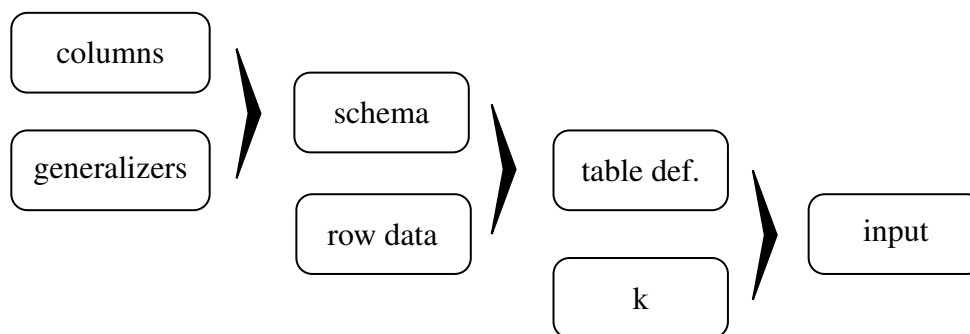 columns
generalizers
schema
row data
table def.
k
input